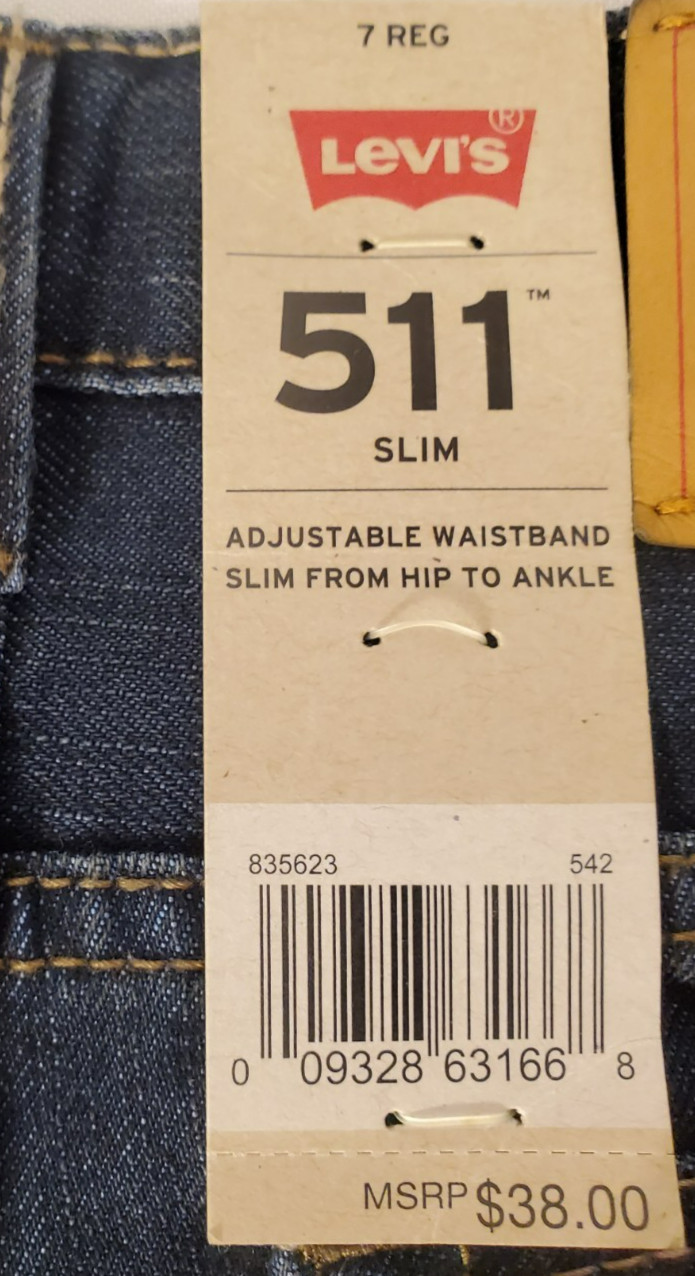 7 REG
Levi's®
511™
SLIM
ADJUSTABLE WAISTBAND
SLIM FROM HIP TO ANKLE
835623 542
0 09328 63166 8
MSRP $38.00